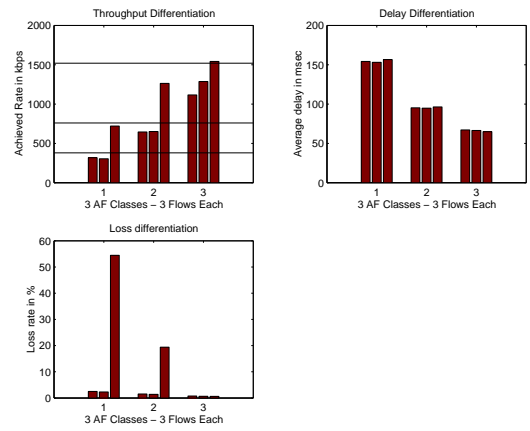 Throughput Differentiation
Achieved Rate in kbps
2000
1500
1000
500
0
1 2 3
3 AF Classes – 3 Flows Each
Delay Differentiation
Average delay in msec
200
150
100
50
0
1 2 3
3 AF Classes – 3 Flows Each
Loss differentiation
Loss rate in %
60
50
40
30
20
10
0
1 2 3
3 AF Classes – 3 Flows Each